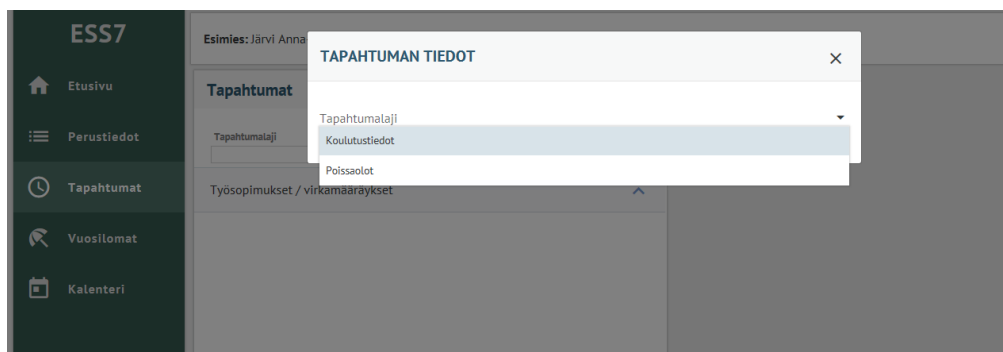 ESS7
Etusivu
Perustiedot
Tapahtumat
Vuosilomat
Kalenteri
Esimies: Järvi Anna
Tapahtumat
Tapahtumalaji
Työsopimukset / virkamääräykset
TAPAHTUMAN TIEDOT
Tapahtumalaji
Koulutustiedot
Poissaolot